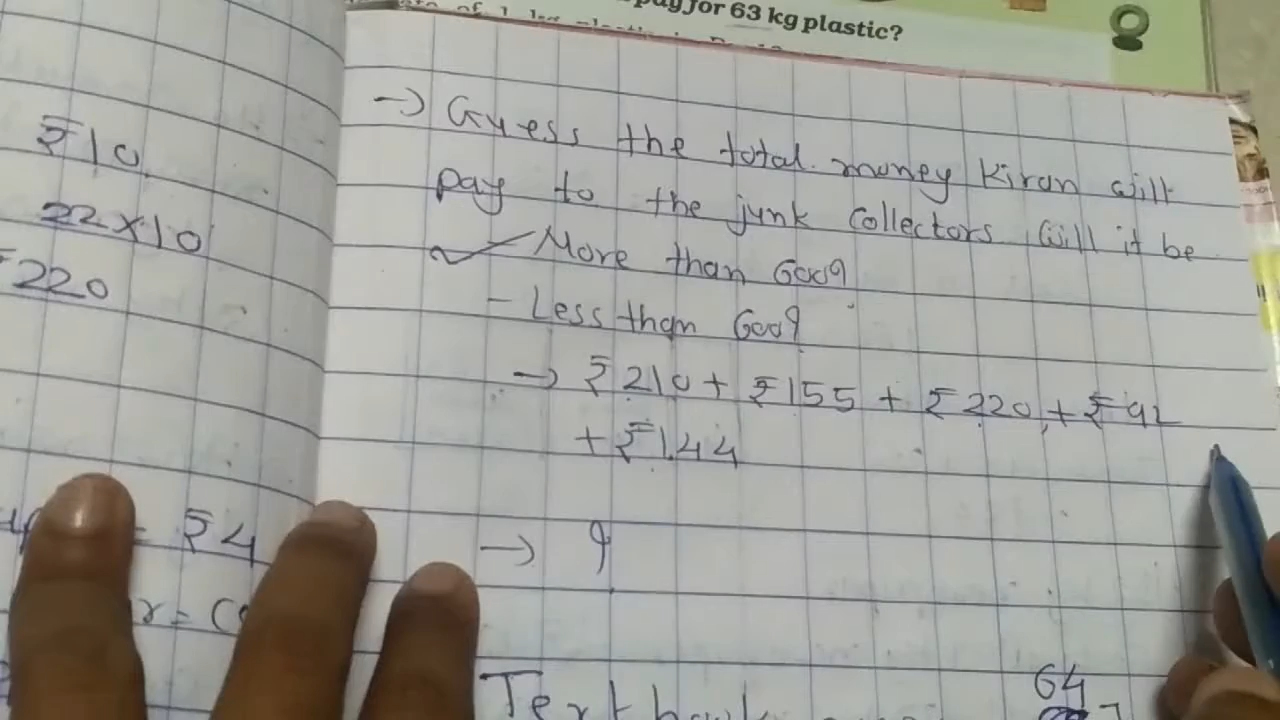 pay for 63 kg plastic?
₹10
22×10
220
= ₹4
→ Guess the total money Kiran will
pay to the junk collectors, will it be
✓ More than 600?
- Less than 600?
→ ₹210 + ₹155 + ₹220 + ₹92
+ ₹144
→ 9
64